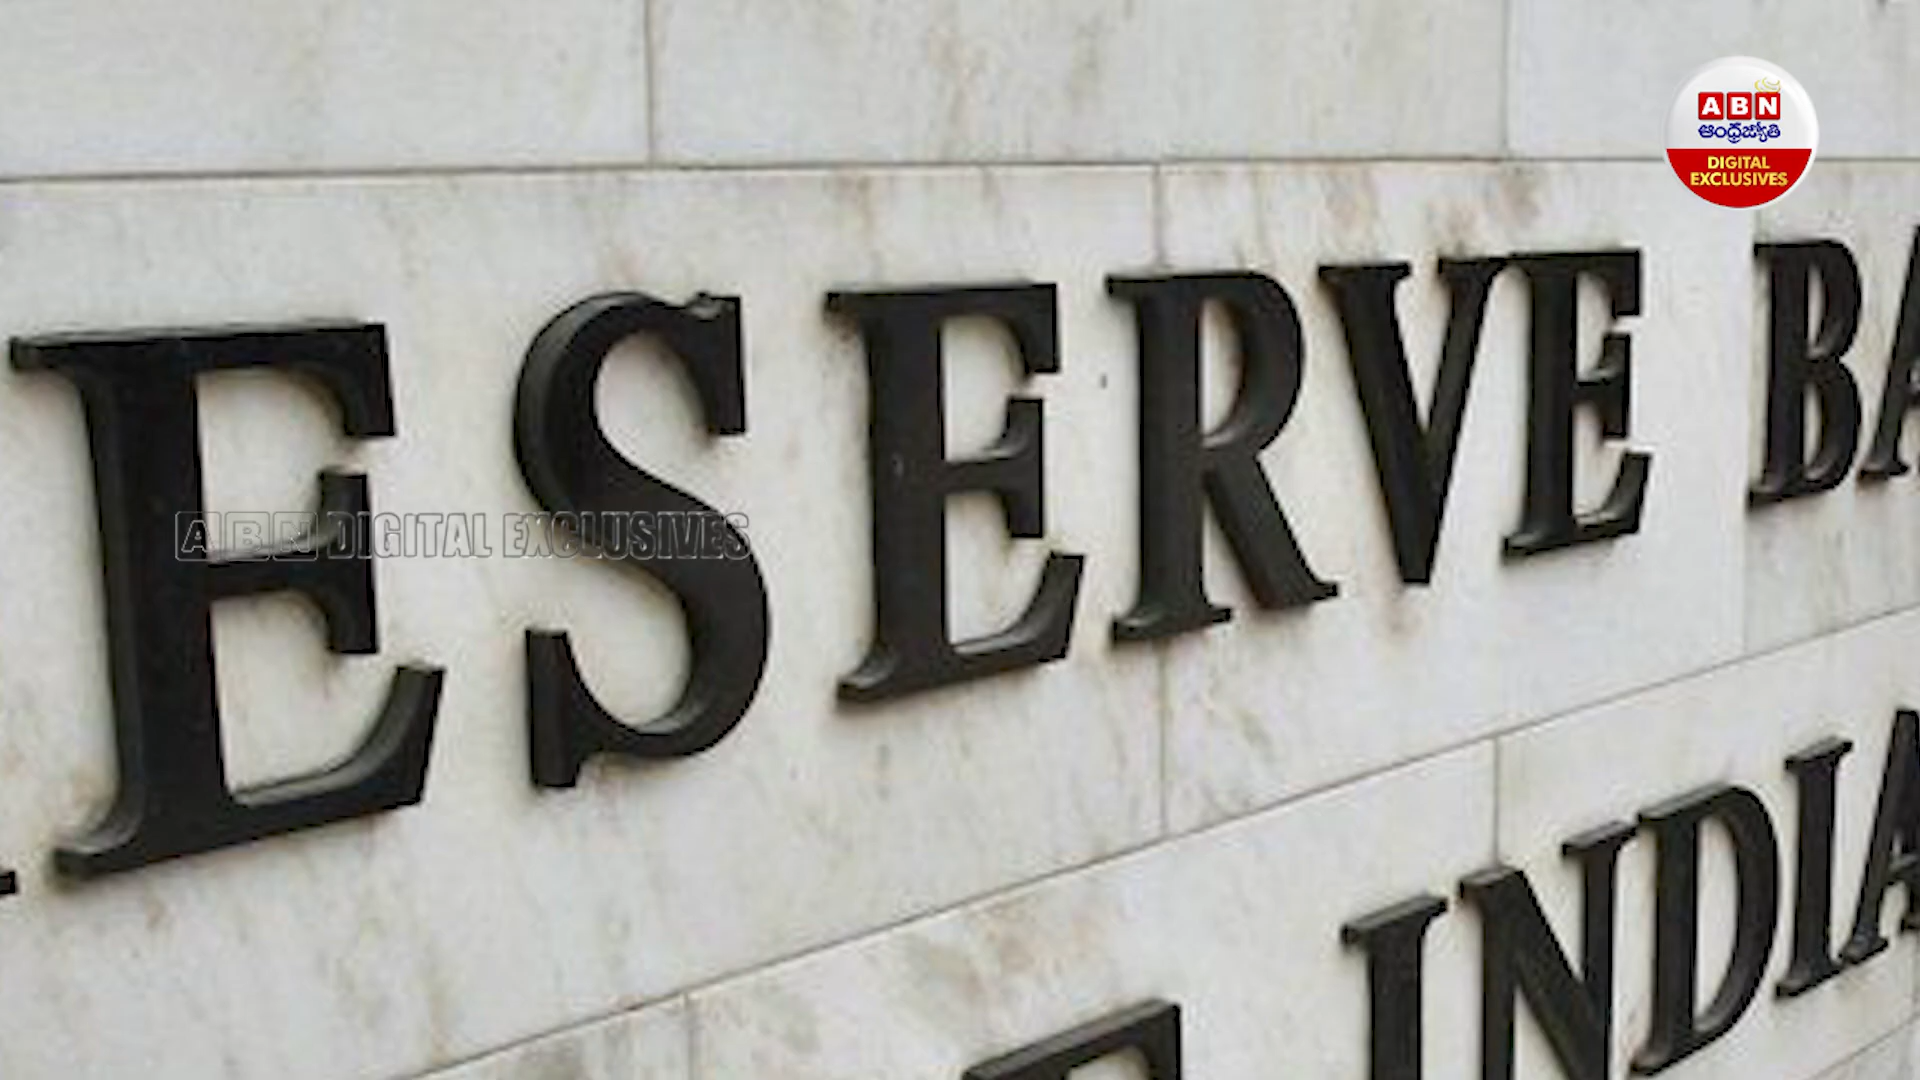 ESERVE BA
INDIA
ABN
ఆంధ్రజ్యోతి
DIGITAL
EXCLUSIVES
ABN DIGITAL EXCLUSIVES